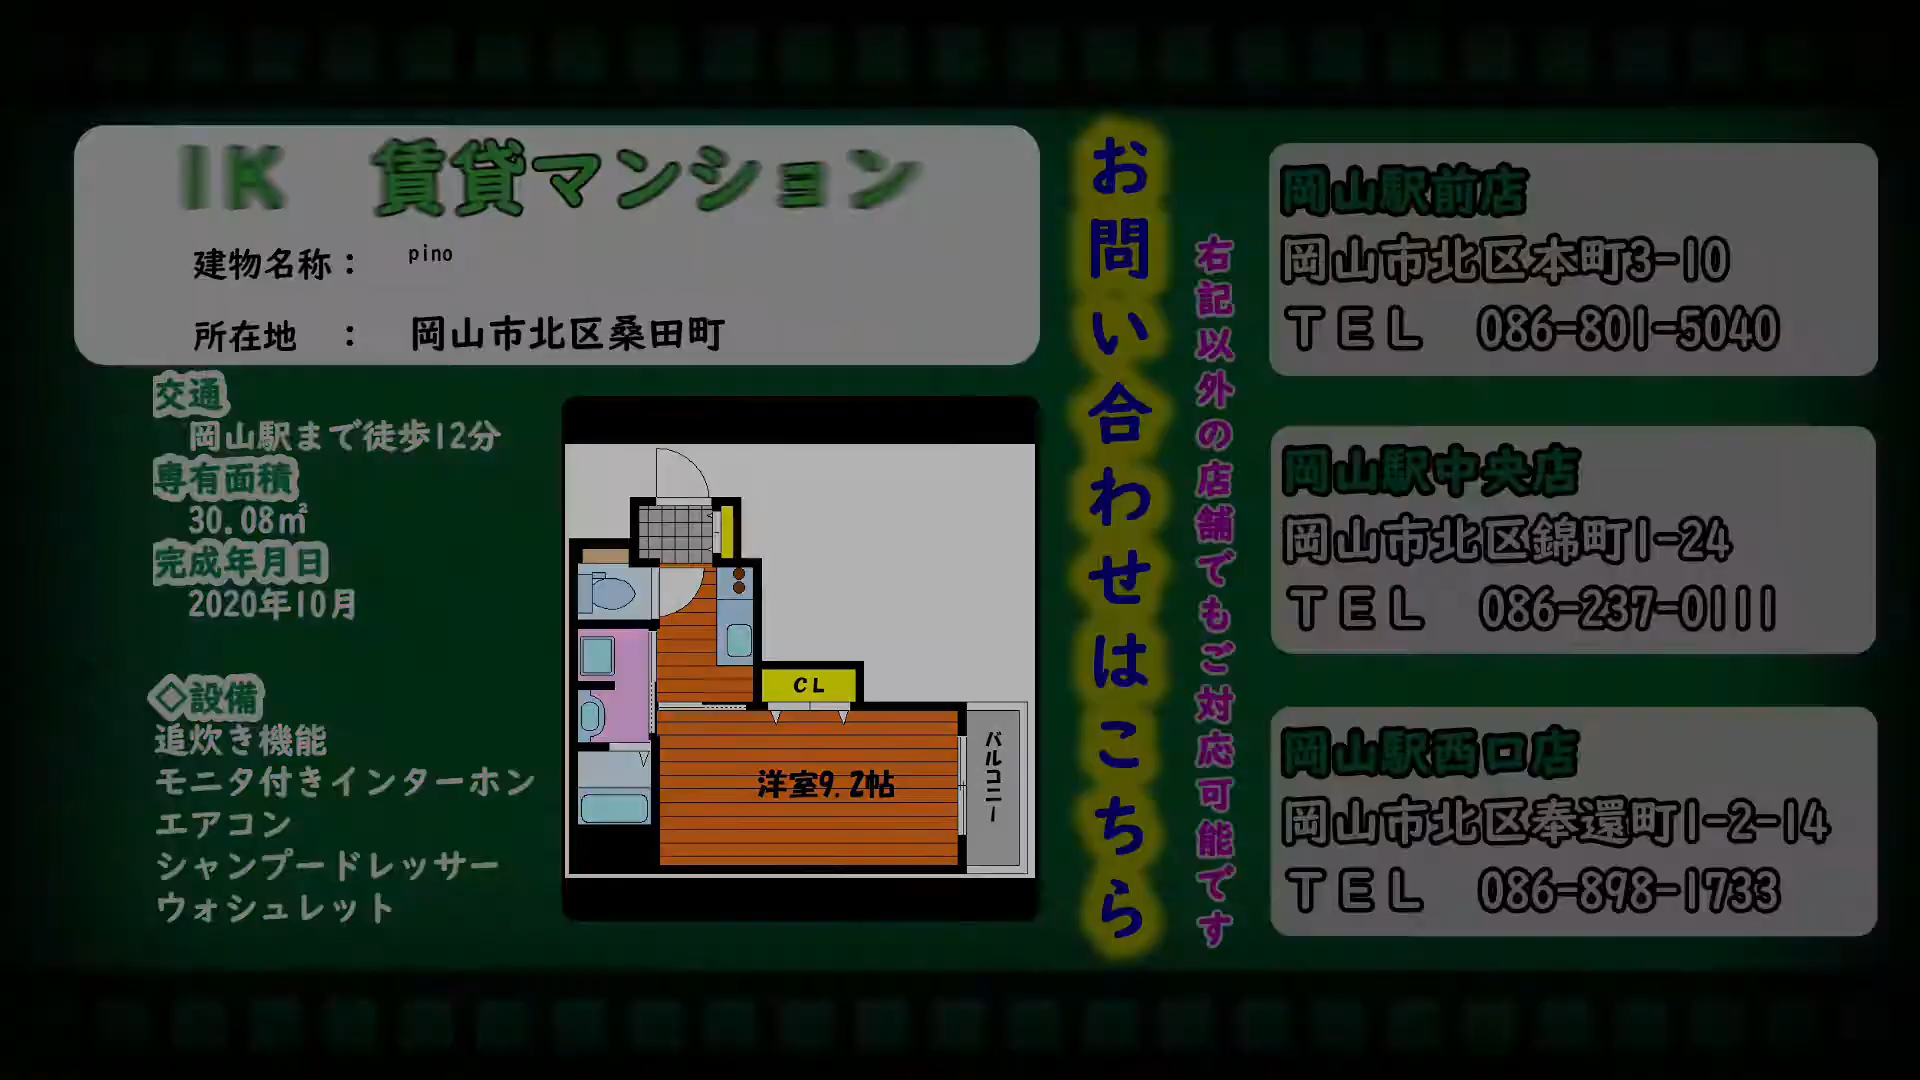 1K　賃貸マンション
建物名称：　pino
所在地　：　岡山市北区桑田町
交通
岡山駅まで徒歩12分
専有面積
30.08㎡
完成年月日
2020年10月
◇設備
追炊き機能
モニタ付きインターホン
エアコン
シャンプードレッサー
ウォシュレット
CL
洋室9.2帖
バルコニー
お問い合わせはこちら
右記以外の店舗でもご対応可能です
岡山駅前店
岡山市北区本町3-10
ＴＥＬ　086-801-5040
岡山駅中央店
岡山市北区錦町1-24
ＴＥＬ　086-237-0111
岡山駅西口店
岡山市北区奉還町1-2-14
ＴＥＬ　086-898-1733